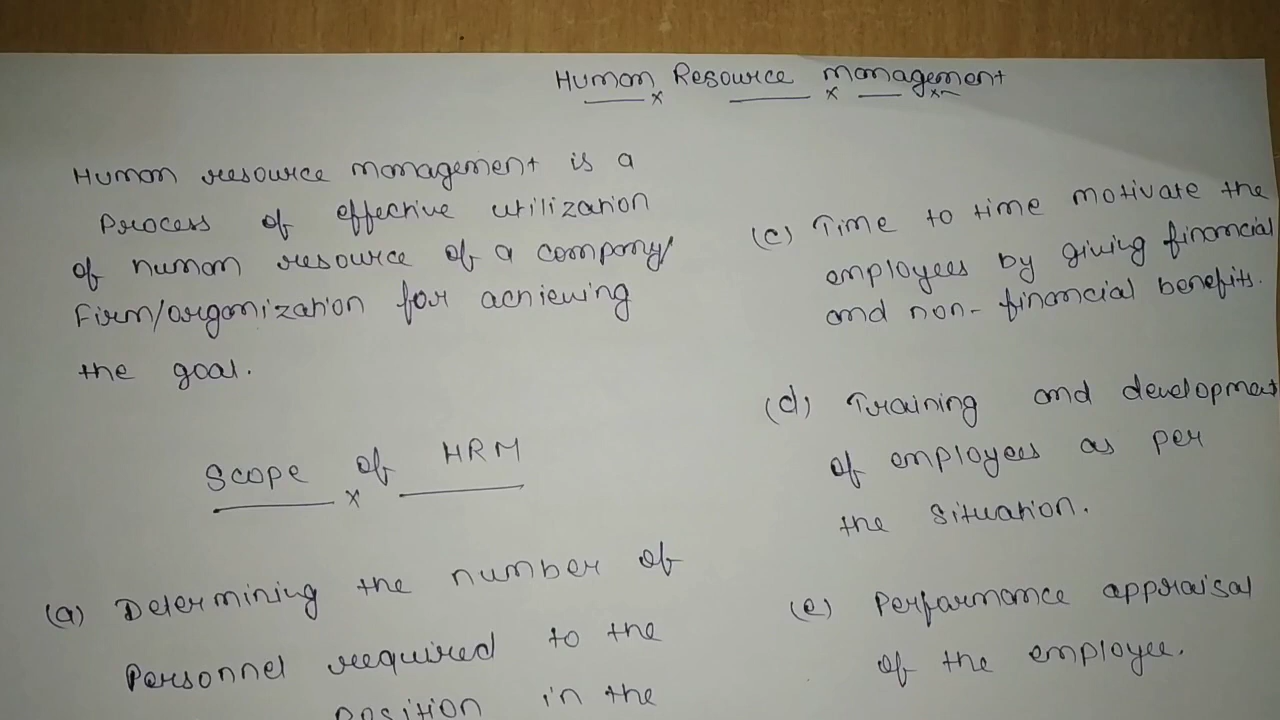 Human Resource management
Human resource management is a
Process of effective utilization
of human resource of a company/
Firm/organization for achieving
the goal.
Scope of HRM
(a) Determining the number of
Personnel required to the
position in the
(c) Time to time motivate the
employees by giving financial
and non-financial benefits.
(d) Training and development
of employees as per
the situation.
(e) Performance appraisal
of the employee.